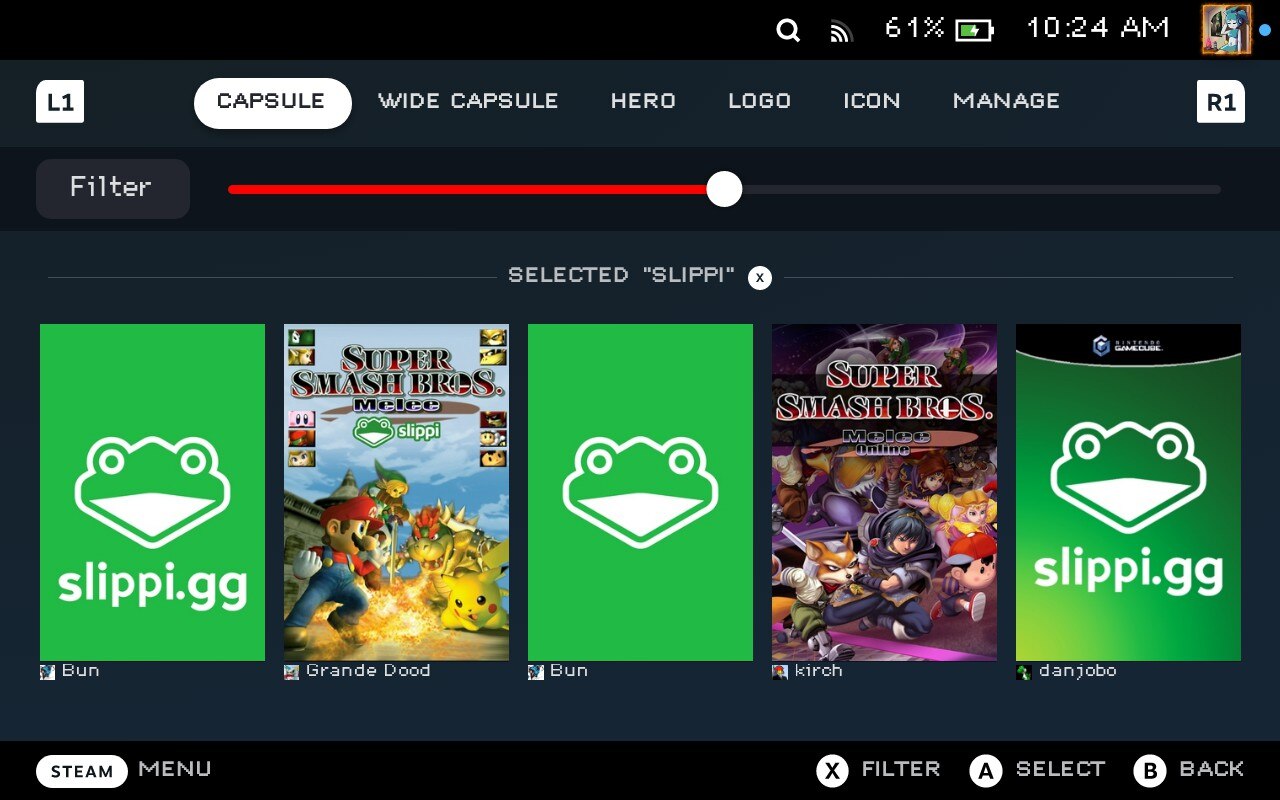 61% 10:24 AM
L1 CAPSULE WIDE CAPSULE HERO LOGO ICON MANAGE R1
Filter
SELECTED "SLIPPI" X
slippi.gg
SUPER
SMASH BROS.
Melee
slippi
SUPER
SMASH BROS.
Melee
Online
NINTENDO
GAMECUBE
slippi.gg
Bun Grande Dood Bun kirch danjobo
STEAM MENU X FILTER A SELECT B BACK